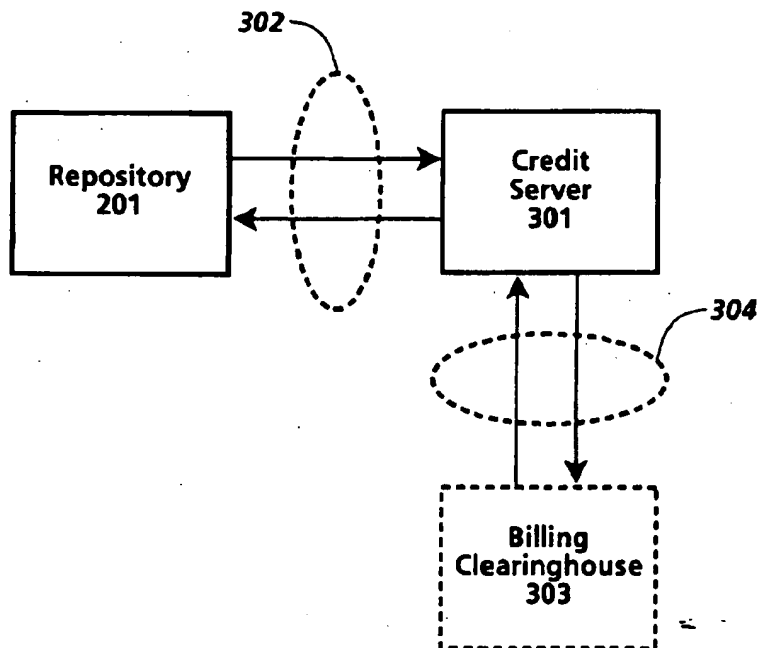 302
Repository
201
Credit
Server
301
304
Billing
Clearinghouse
303